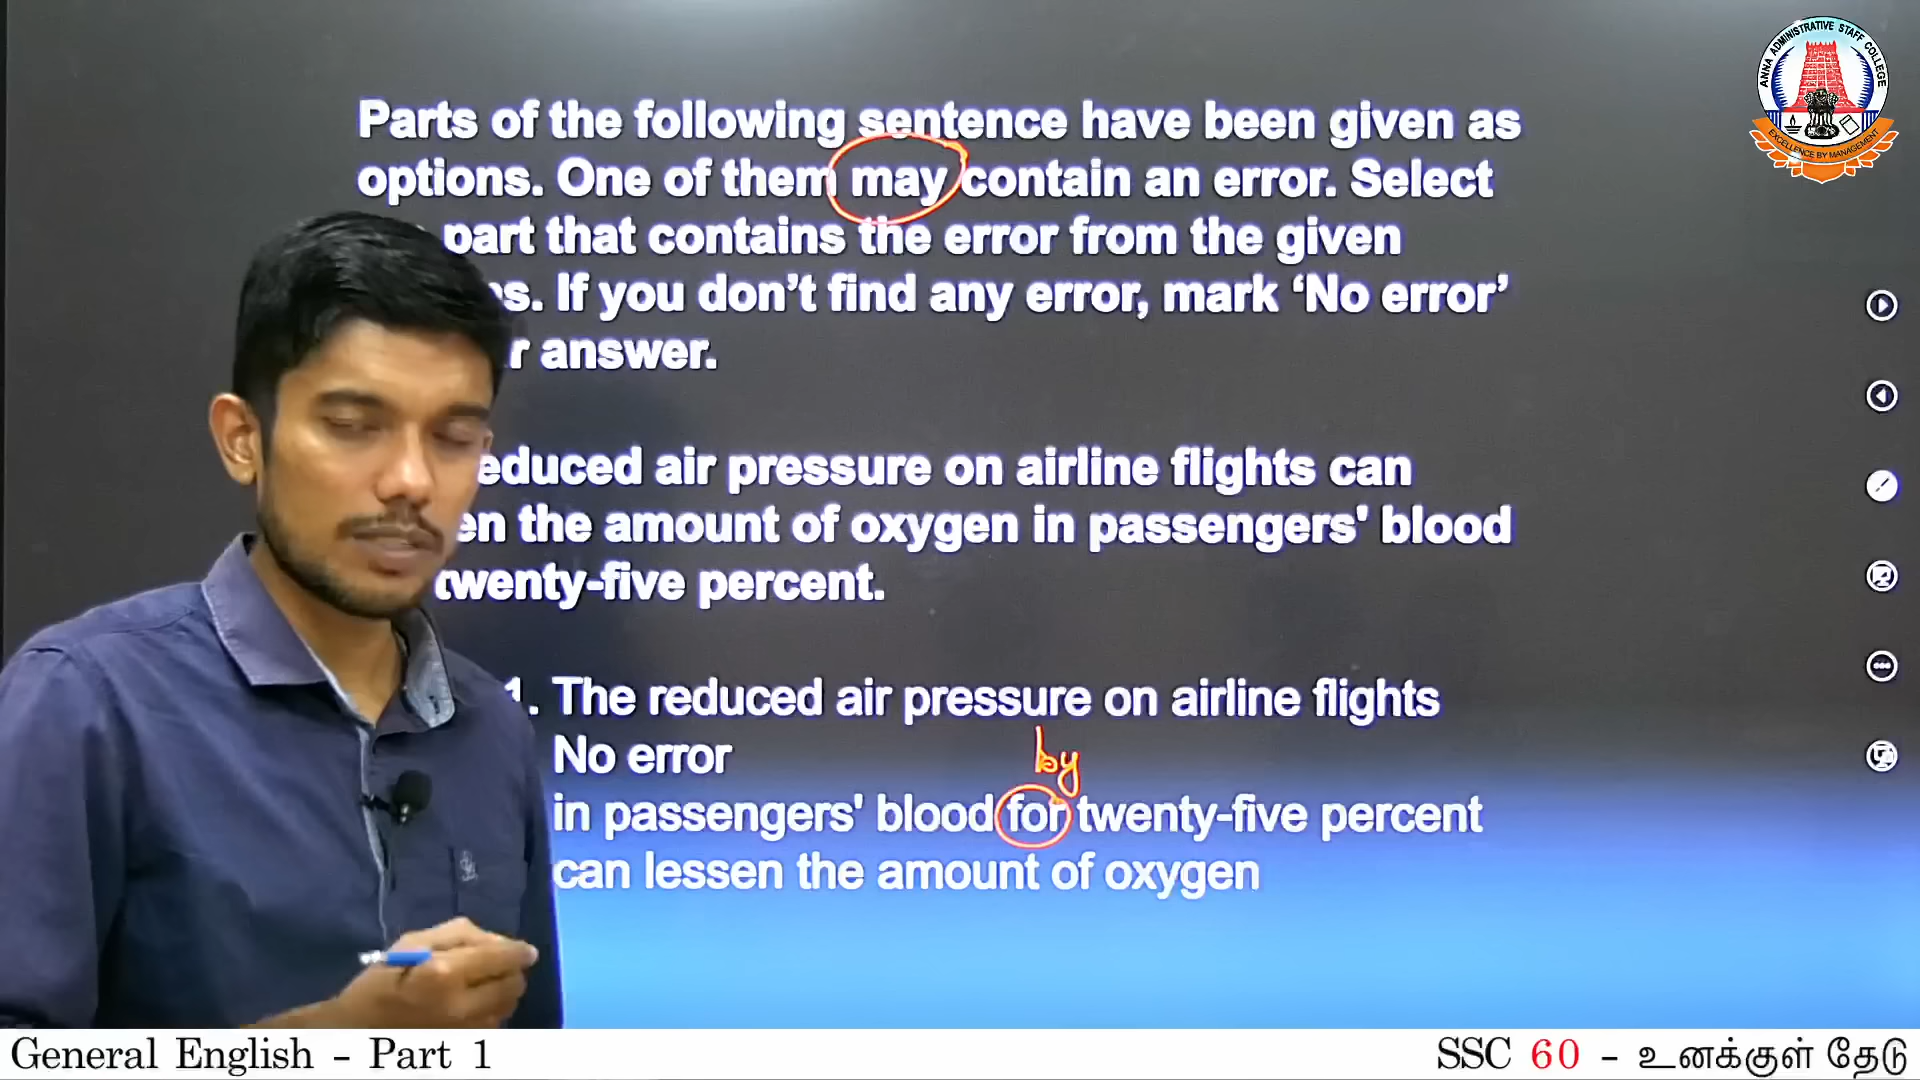 ANNA ADMINISTRATIVE STAFF COLLEGE
EXCELLENCE BY MANAGEMENT
Parts of the following sentence have been given as
options. One of them may contain an error. Select
part that contains the error from the given
ns. If you don’t find any error, mark ‘No error’
r answer.
educed air pressure on airline flights can
en the amount of oxygen in passengers' blood
twenty-five percent.
1. The reduced air pressure on airline flights
No error
by
in passengers' blood for twenty-five percent
can lessen the amount of oxygen
General English - Part 1
SSC 60 - உனக்குள் தேடு